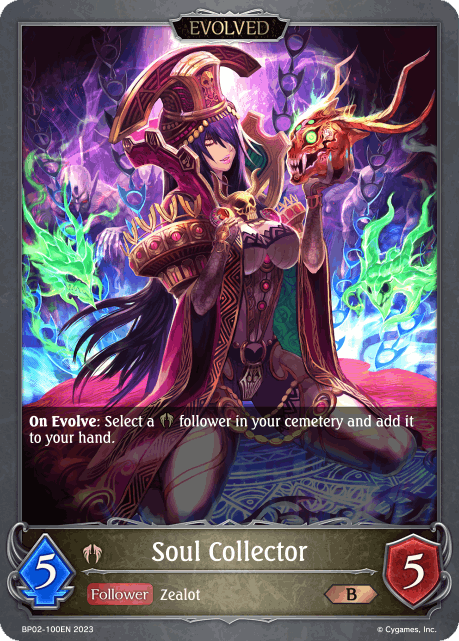 EVOLVED
On Evolve: Select a follower in your cemetery and add it
to your hand.
5 Soul Collector 5
Follower Zealot B
BP02-100EN 2023 © Cygames, Inc.